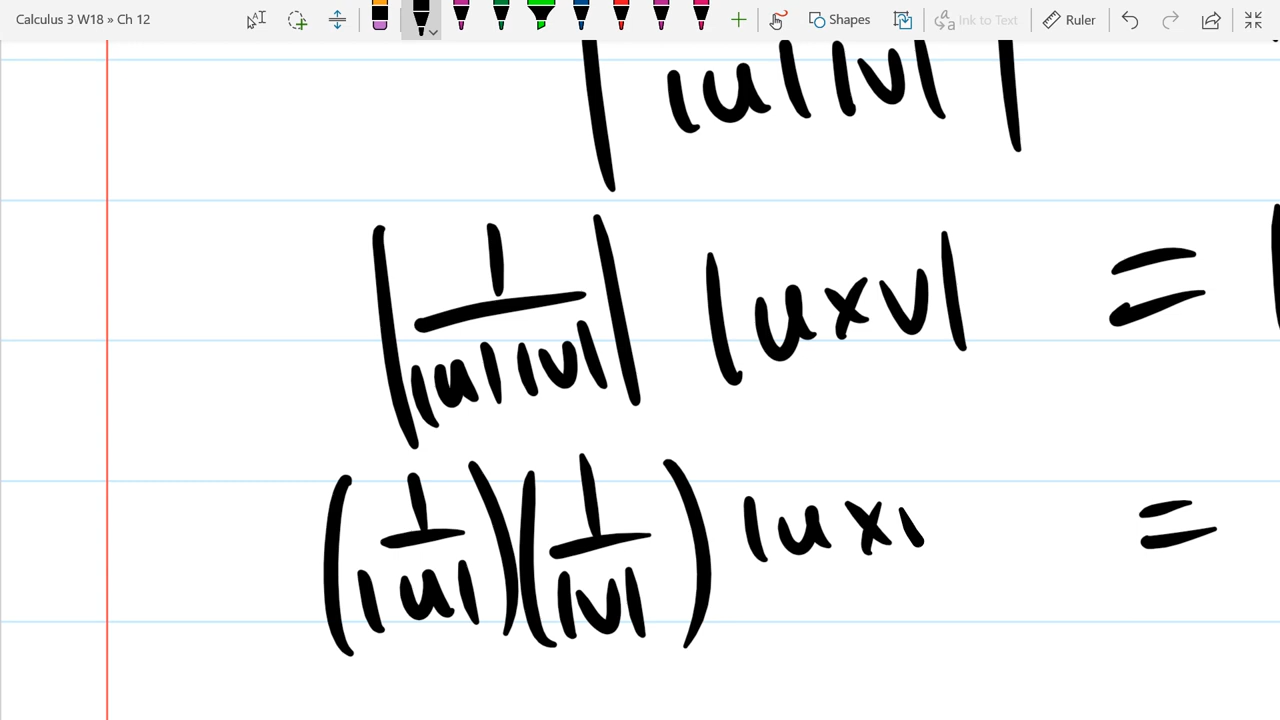 Calculus 3 W18 » Ch 12 Shapes Ink to Text Ruler
| |u| |v| |
| 1 / |u| |v| | |u x v| = |
( 1 / |u| ) ( 1 / |v| ) |u x \ =